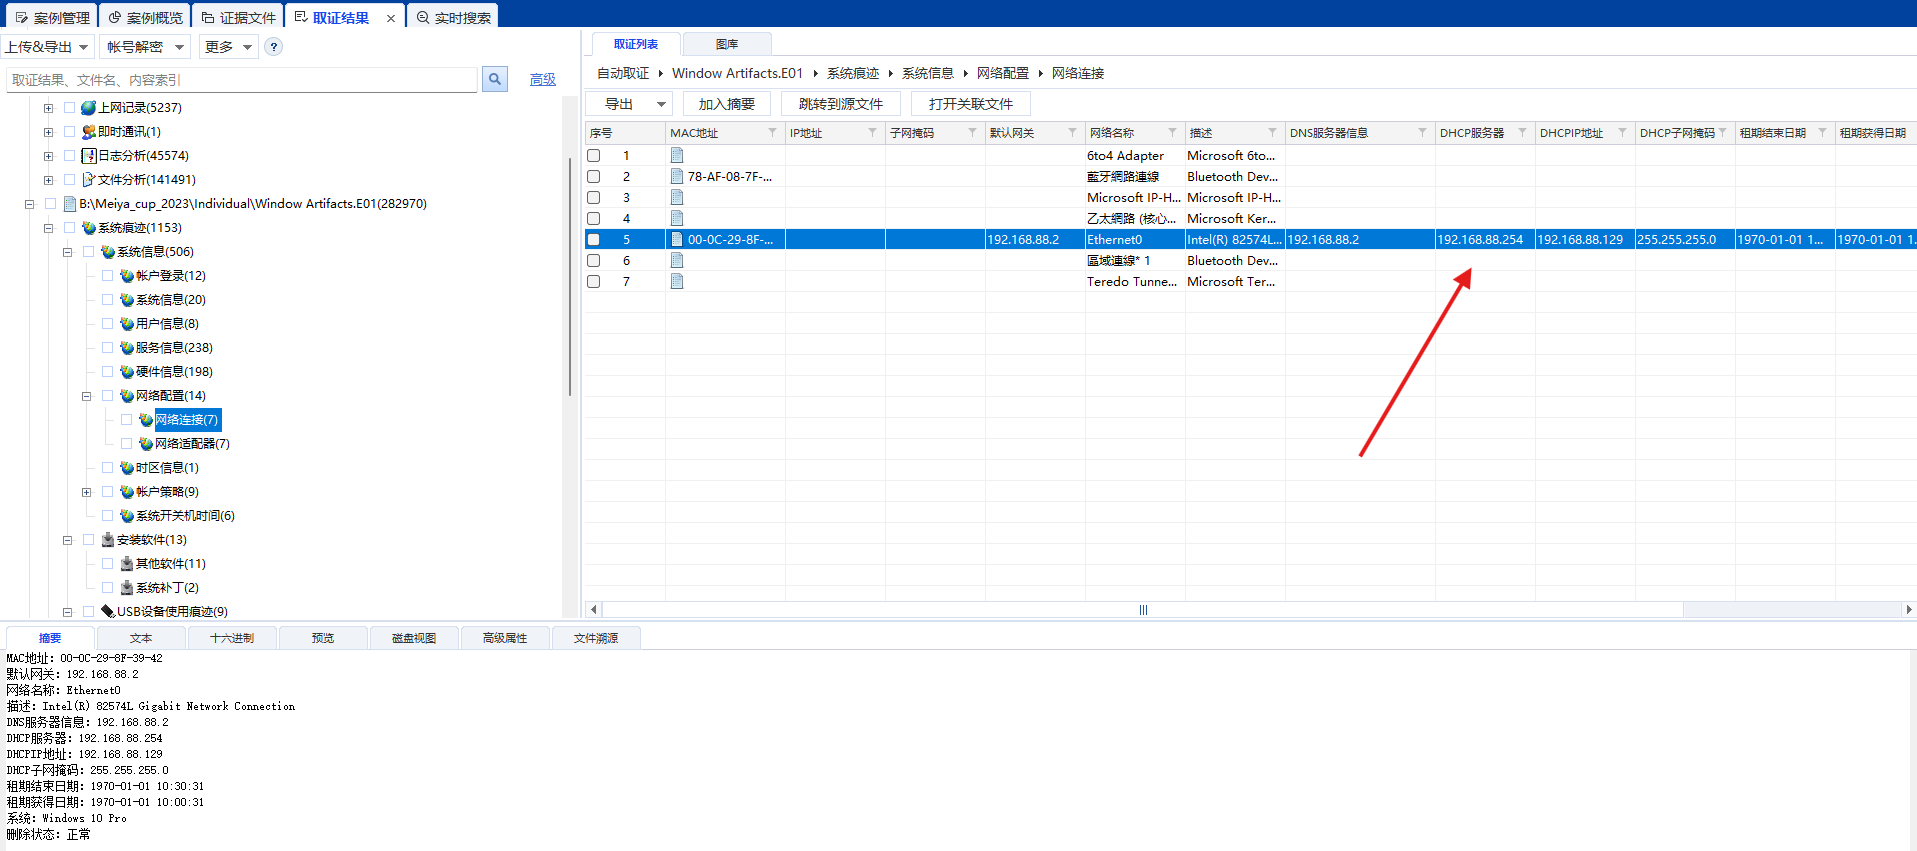 案例管理 案例概览 证据文件 取证结果 × 实时搜索
上传&导出 帐号解密 更多 ?
取证结果、文件名、内容索引 高级
上网记录(5237)
即时通讯(1)
日志分析(45574)
文件分析(141491)
B:\Meiya_cup_2023\Individual\Window Artifacts.E01(282970)
系统痕迹(1153)
系统信息(506)
帐户登录(12)
系统信息(20)
用户信息(8)
服务信息(238)
硬件信息(198)
网络配置(14)
网络连接(7)
网络适配器(7)
时区信息(1)
帐户策略(9)
系统开关机时间(6)
安装软件(13)
其他软件(11)
系统补丁(2)
USB设备使用痕迹(9)
取证列表 图库
自动取证 Window Artifacts.E01 系统痕迹 系统信息 网络配置 网络连接
导出 加入摘要 跳转到源文件 打开关联文件
序号 MAC地址 IP地址 子网掩码 默认网关 网络名称 描述 DNS服务器信息 DHCP服务器 DHCPIP地址 DHCP子网掩码 租期结束日期 租期获得日期
1 6to4 Adapter Microsoft 6to...
2 78-AF-08-7F-... 藍牙網路連線 Bluetooth Dev...
3 Microsoft IP-H... Microsoft IP-H...
4 乙太網路 (核心... Microsoft Ker...
5 00-0C-29-8F-... 192.168.88.2 Ethernet0 Intel(R) 82574L... 192.168.88.2 192.168.88.254 192.168.88.129 255.255.255.0 1970-01-01 1... 1970-01-01 1.
6 區域連線* 1 Bluetooth Dev...
7 Teredo Tunne... Microsoft Ter...
摘要 文本 十六进制 预览 磁盘视图 高级属性 文件溯源
MAC地址: 00-0C-29-8F-39-42
默认网关: 192.168.88.2
网络名称: Ethernet0
描述: Intel(R) 82574L Gigabit Network Connection
DNS服务器信息: 192.168.88.2
DHCP服务器: 192.168.88.254
DHCPIP地址: 192.168.88.129
DHCP子网掩码: 255.255.255.0
租期结束日期: 1970-01-01 10:30:31
租期获得日期: 1970-01-01 10:00:31
系统: Windows 10 Pro
删除状态: 正常